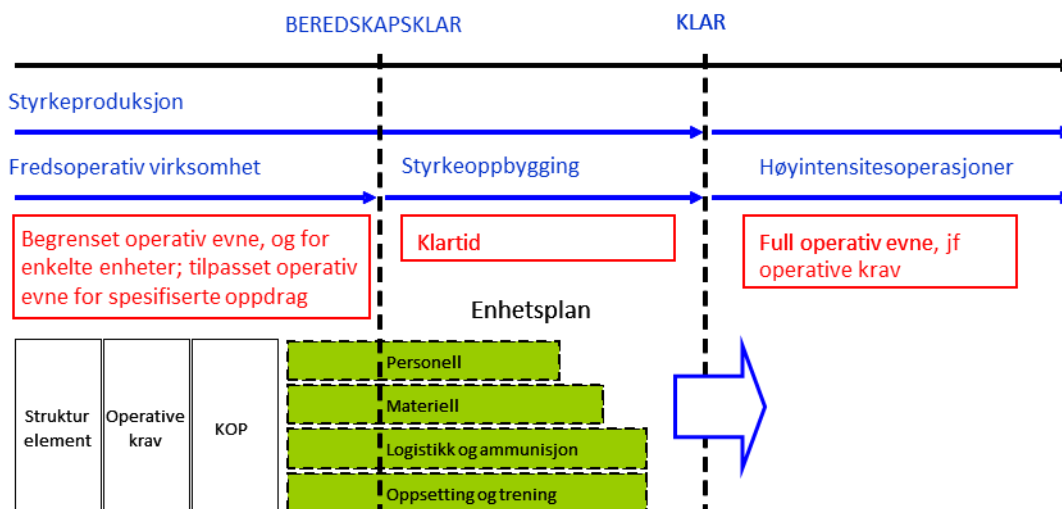 BEREDSKAPSKLAR
KLAR
Styrkeproduksjon
Fredsoperativ virksomhet
Styrkeoppbygging
Høyintensitesoperasjoner
Begrenset operativ evne, og for
enkelte enheter; tilpasset operativ
evne for spesifiserte oppdrag
Klartid
Full operativ evne, jf
operative krav
Enhetsplan
Struktur
element
Operative
krav
KOP
Personell
Materiell
Logistikk og ammunisjon
Oppsetting og trening